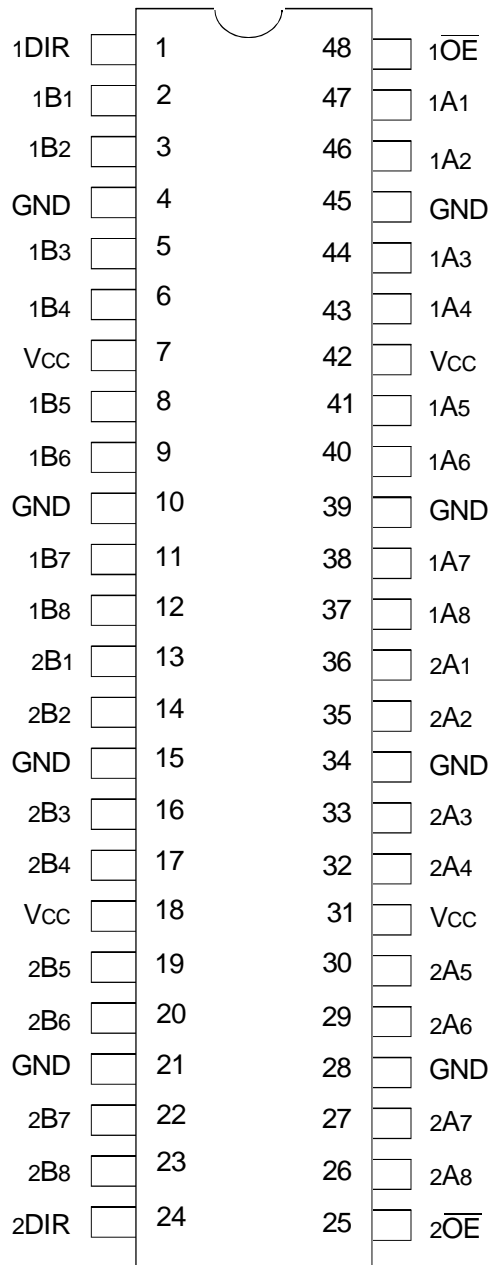 1DIR 1 48 1OE
1B1 2 47 1A1
1B2 3 46 1A2
GND 4 45 GND
1B3 5 44 1A3
1B4 6 43 1A4
VCC 7 42 VCC
1B5 8 41 1A5
1B6 9 40 1A6
GND 10 39 GND
1B7 11 38 1A7
1B8 12 37 1A8
2B1 13 36 2A1
2B2 14 35 2A2
GND 15 34 GND
2B3 16 33 2A3
2B4 17 32 2A4
VCC 18 31 VCC
2B5 19 30 2A5
2B6 20 29 2A6
GND 21 28 GND
2B7 22 27 2A7
2B8 23 26 2A8
2DIR 24 25 2OE